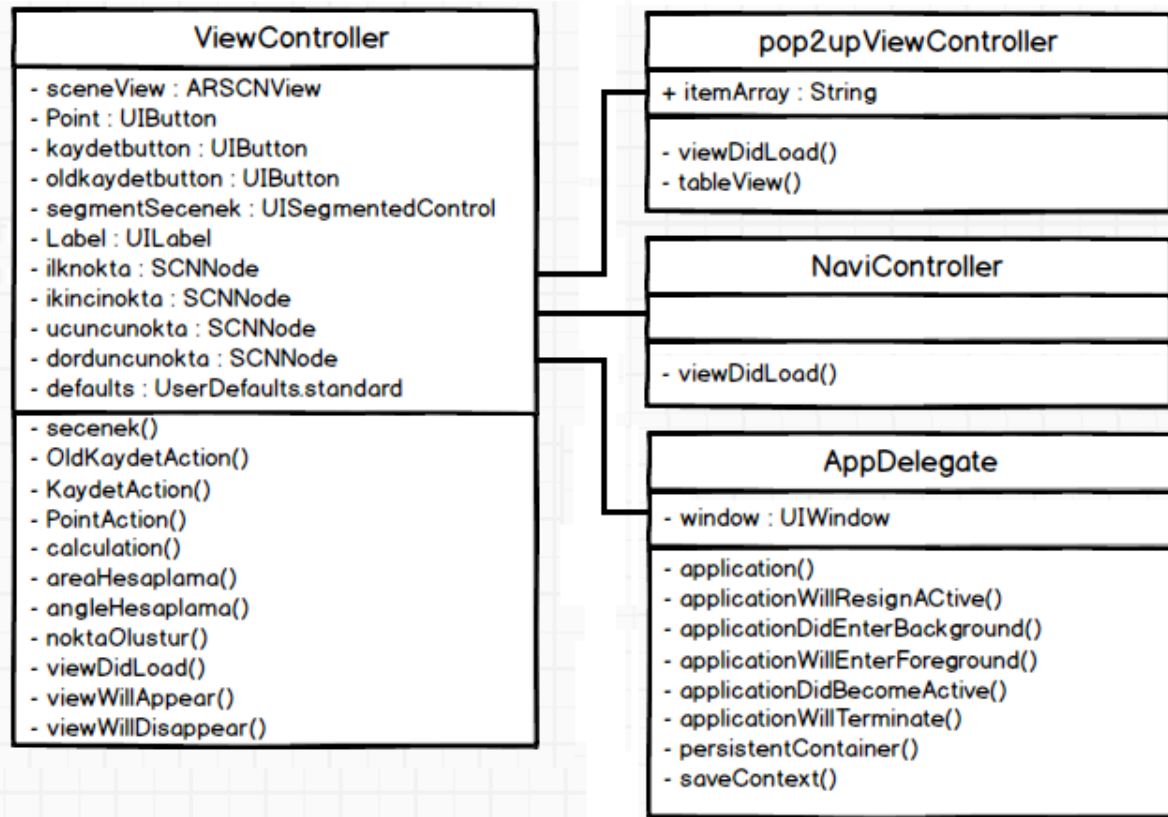 ViewController
- sceneView : ARSCNView
- Point : UIButton
- kaydetbutton : UIButton
- oldkaydetbutton : UIButton
- segmentSecenek : UISegmentedControl
- Label : UILabel
- ilknokta : SCNNode
- ikincinokta : SCNNode
- ucuncunokta : SCNNode
- dorduncunokta : SCNNode
- defaults : UserDefaults.standard
- secenek()
- OldKaydetAction()
- KaydetAction()
- PointAction()
- calculation()
- areaHesaplama()
- angleHesaplama()
- noktaOlustur()
- viewDidLoad()
- viewWillAppear()
- viewWillDisappear()
pop2upViewController
+ itemArray : String
- viewDidLoad()
- tableView()
NaviController
- viewDidLoad()
AppDelegate
- window : UIWindow
- application()
- applicationWillResignACtive()
- applicationDidEnterBackground()
- applicationWillEnterForeground()
- applicationDidBecomeActive()
- applicationWillTerminate()
- persistentContainer()
- saveContext()